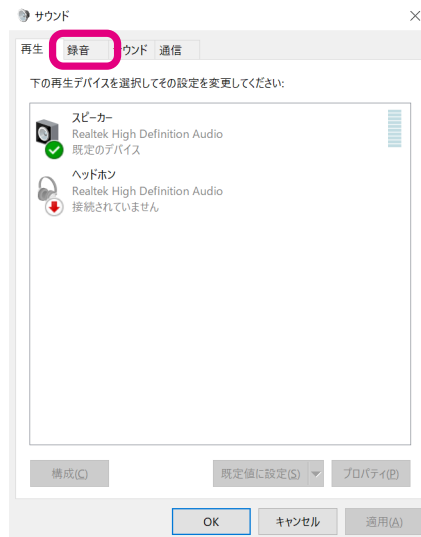 サウンド
再生 録音 サウンド 通信
下の再生デバイスを選択してその設定を変更してください:
スピーカー
Realtek High Definition Audio
既定のデバイス
ヘッドホン
Realtek High Definition Audio
接続されていません
構成(C) 既定値に設定(S) プロパティ(P)
OK キャンセル 適用(A)